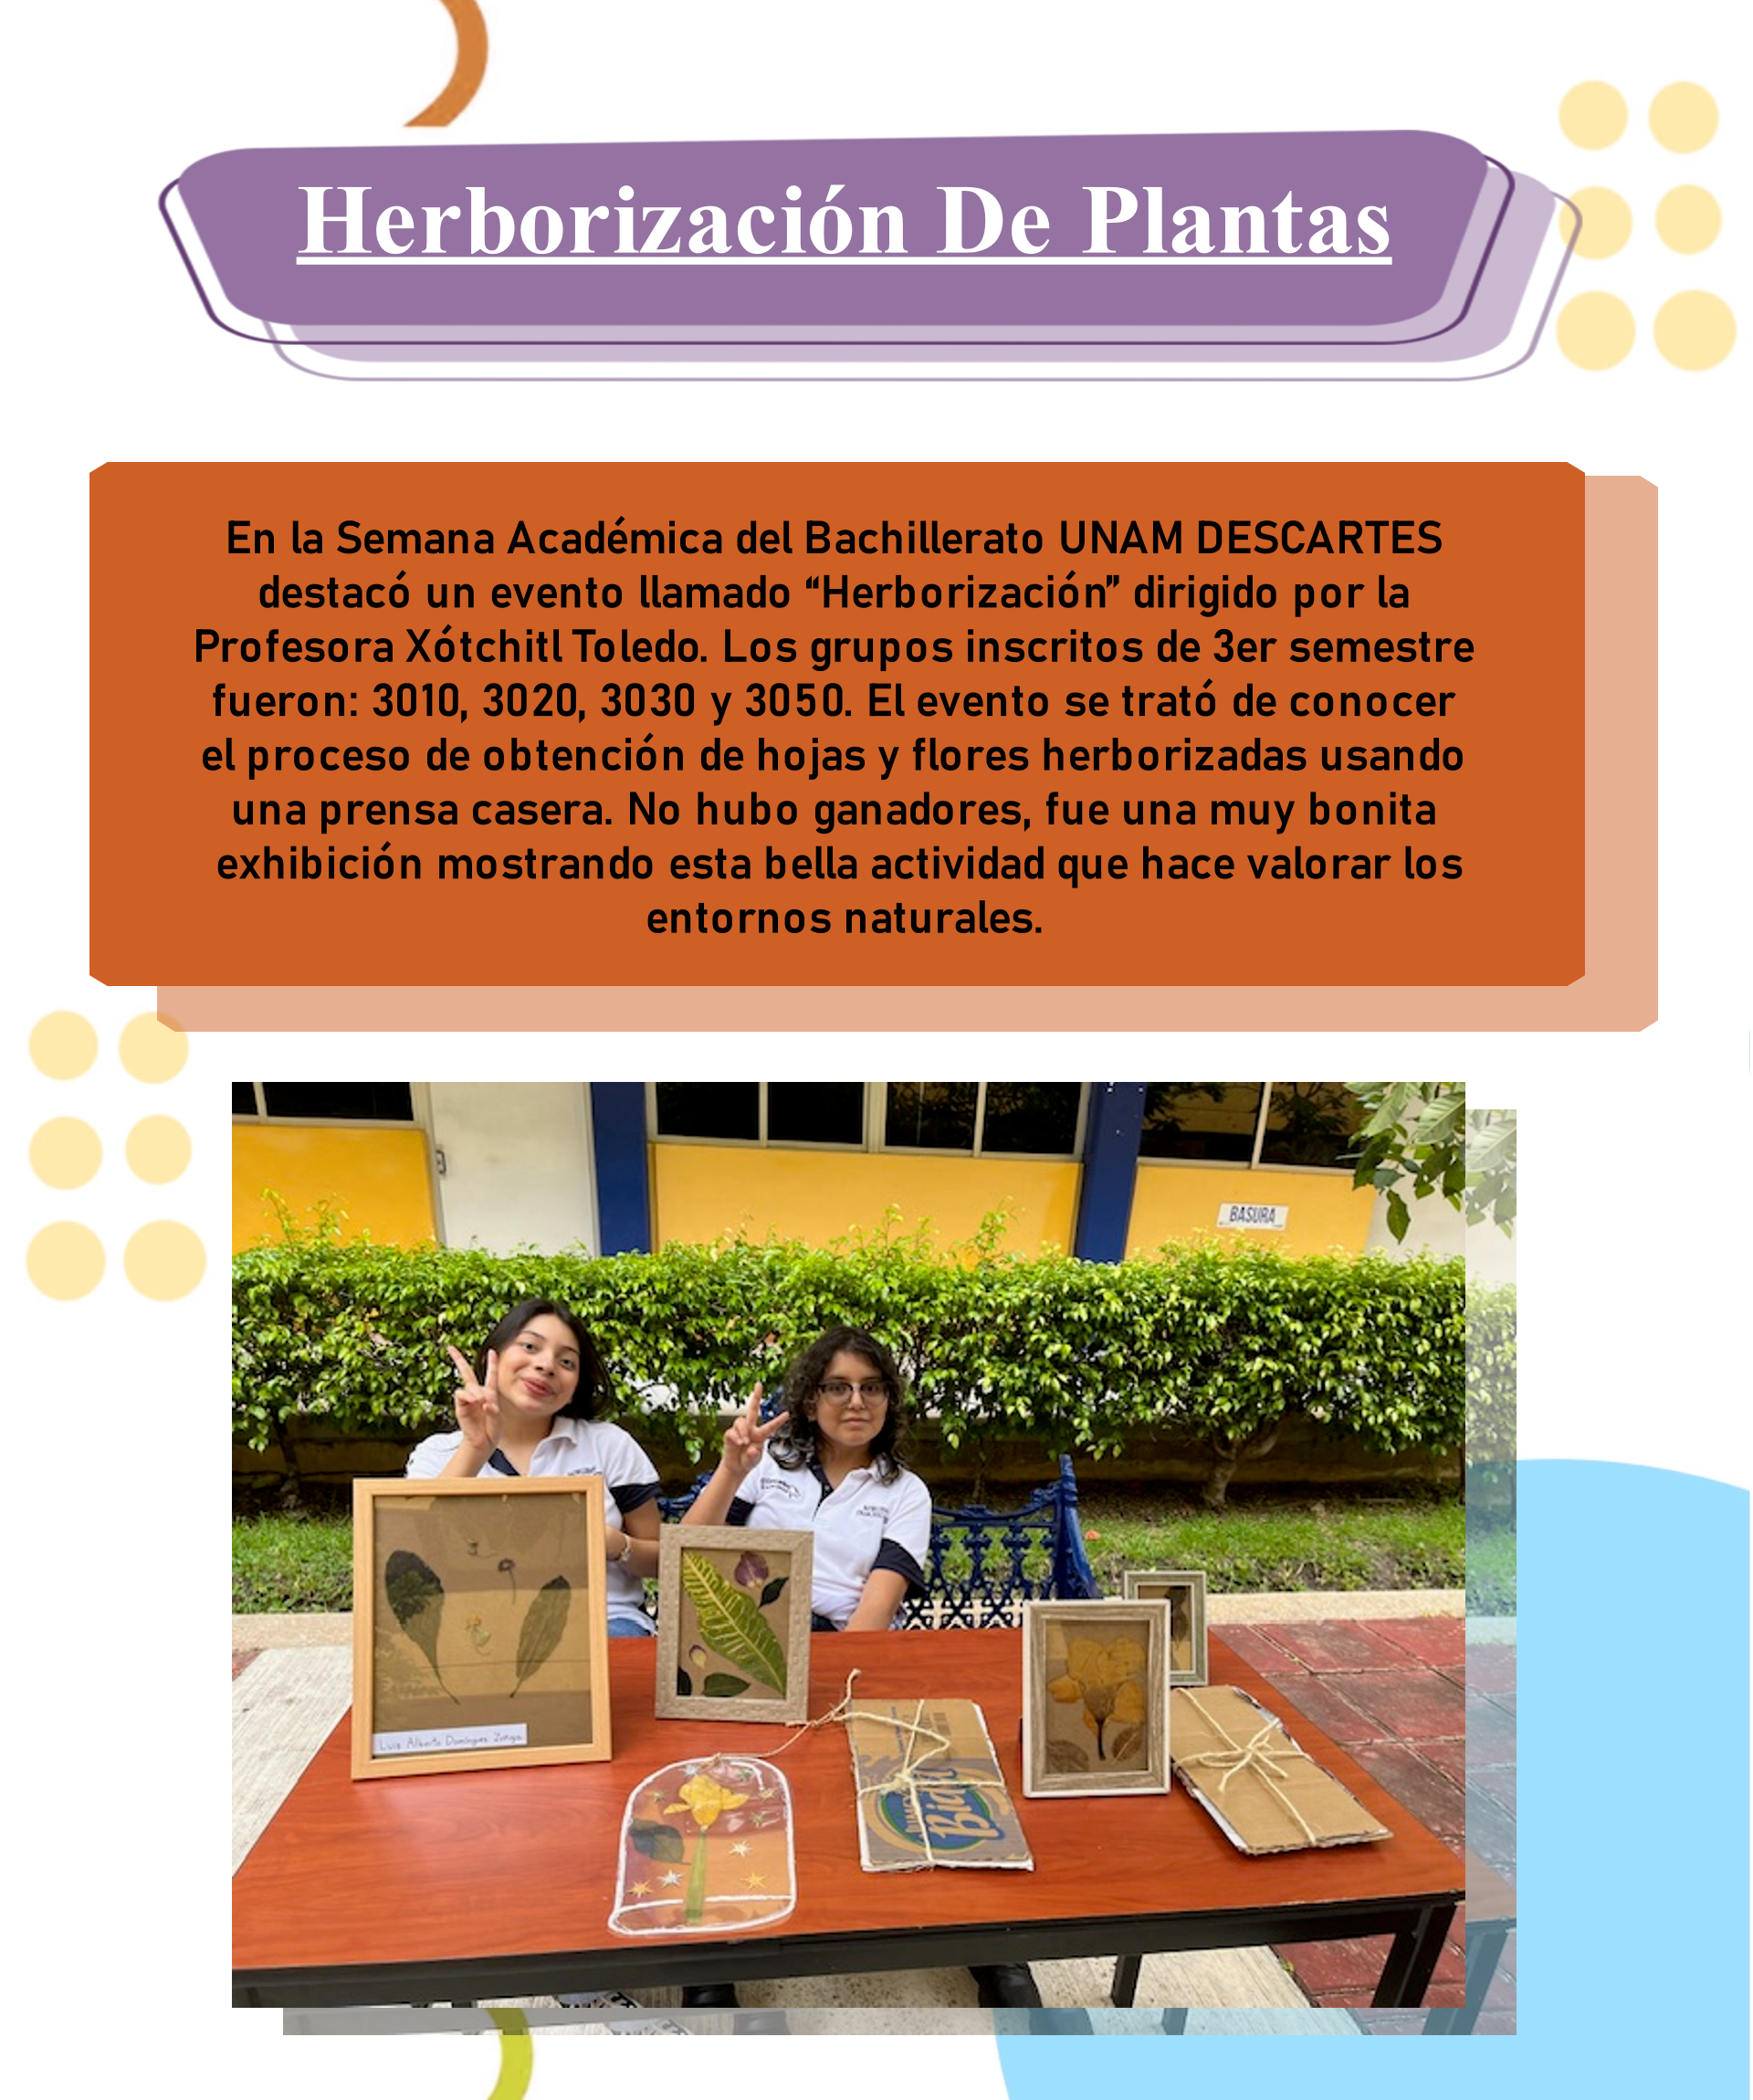 Herborización De Plantas
En la Semana Académica del Bachillerato UNAM DESCARTES
destacó un evento llamado “Herborización” dirigido por la
Profesora Xótchitl Toledo. Los grupos inscritos de 3er semestre
fueron: 3010, 3020, 3030 y 3050. El evento se trató de conocer
el proceso de obtención de hojas y flores herborizadas usando
una prensa casera. No hubo ganadores, fue una muy bonita
exhibición mostrando esta bella actividad que hace valorar los
entornos naturales.
BASURA
Luis Alberto Domínguez